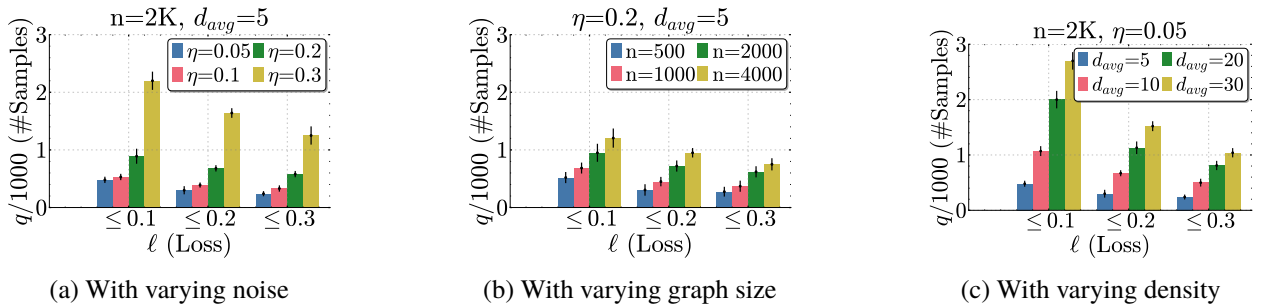 n=2K, d_avg=5
3
2
1
0
q/1000 (#Samples)
η=0.05 η=0.2
η=0.1 η=0.3
≤ 0.1 ≤ 0.2 ≤ 0.3
ℓ (Loss)
(a) With varying noise
η=0.2, d_avg=5
3
2
1
0
q/1000 (#Samples)
n=500 n=2000
n=1000 n=4000
≤ 0.1 ≤ 0.2 ≤ 0.3
ℓ (Loss)
(b) With varying graph size
n=2K, η=0.05
3
2
1
0
q/1000 (#Samples)
d_avg=5 d_avg=20
d_avg=10 d_avg=30
≤ 0.1 ≤ 0.2 ≤ 0.3
ℓ (Loss)
(c) With varying density